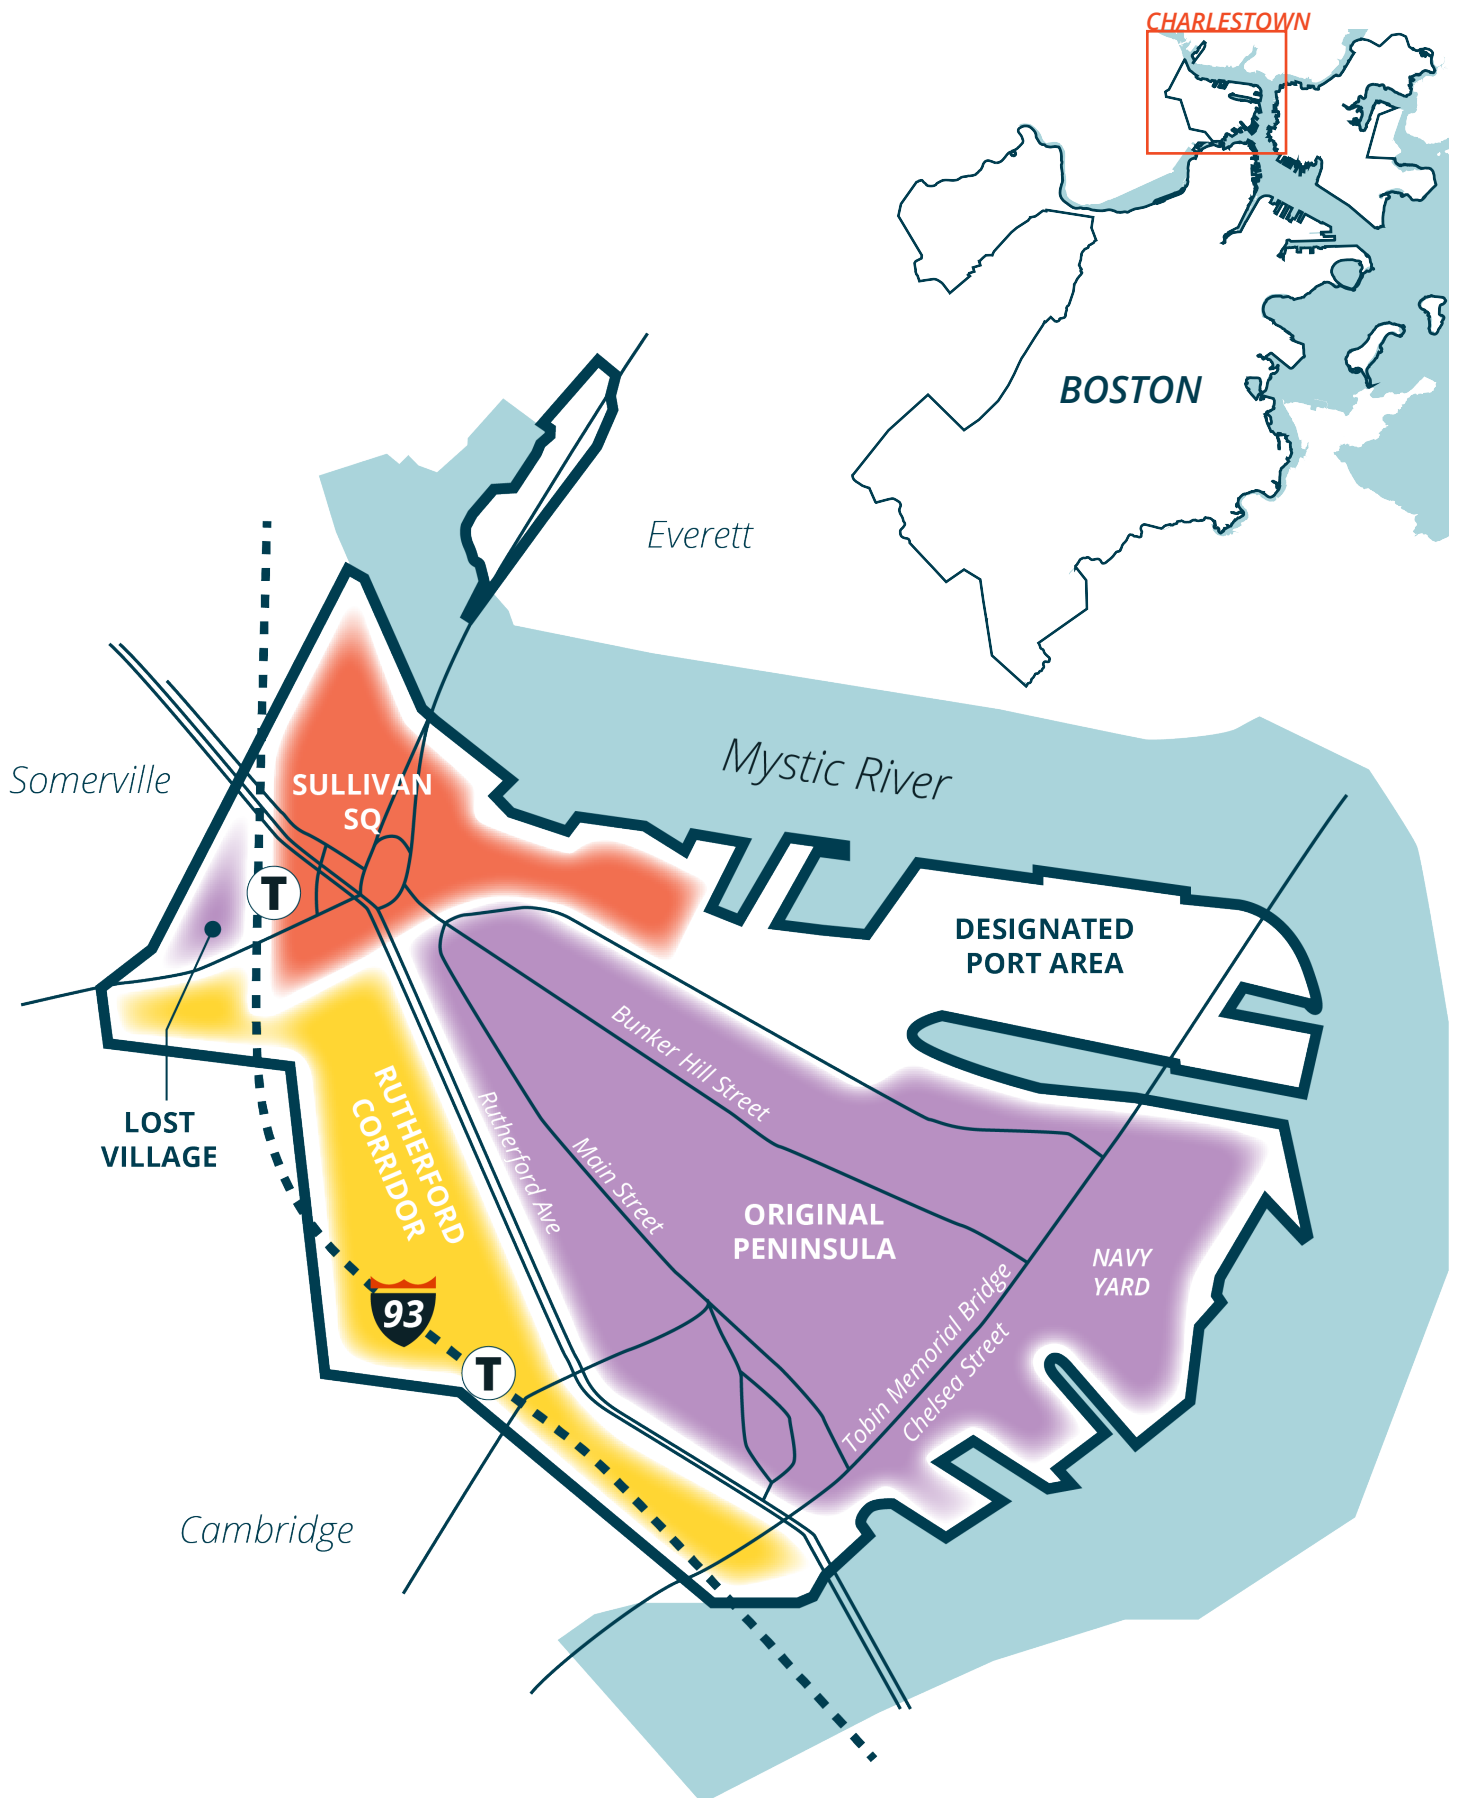 CHARLESTOWN
BOSTON
Everett
Mystic River
Somerville
SULLIVAN
SQ
T
DESIGNATED
PORT AREA
LOST
VILLAGE
RUTHERFORD
CORRIDOR
Rutherford Ave
Main Street
Bunker Hill Street
ORIGINAL
PENINSULA
NAVY
YARD
Tobin Memorial Bridge
Chelsea Street
93
T
Cambridge